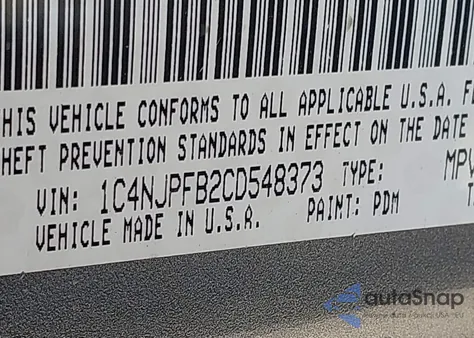 HIS VEHICLE CONFORMS TO ALL APPLICABLE U.S.A. F
HEFT PREVENTION STANDARDS IN EFFECT ON THE DATE
VIN: 1C4NJPFB2CD548373 TYPE: MPV
VEHICLE MADE IN U.S.A. PAINT: PDM
autoSnap